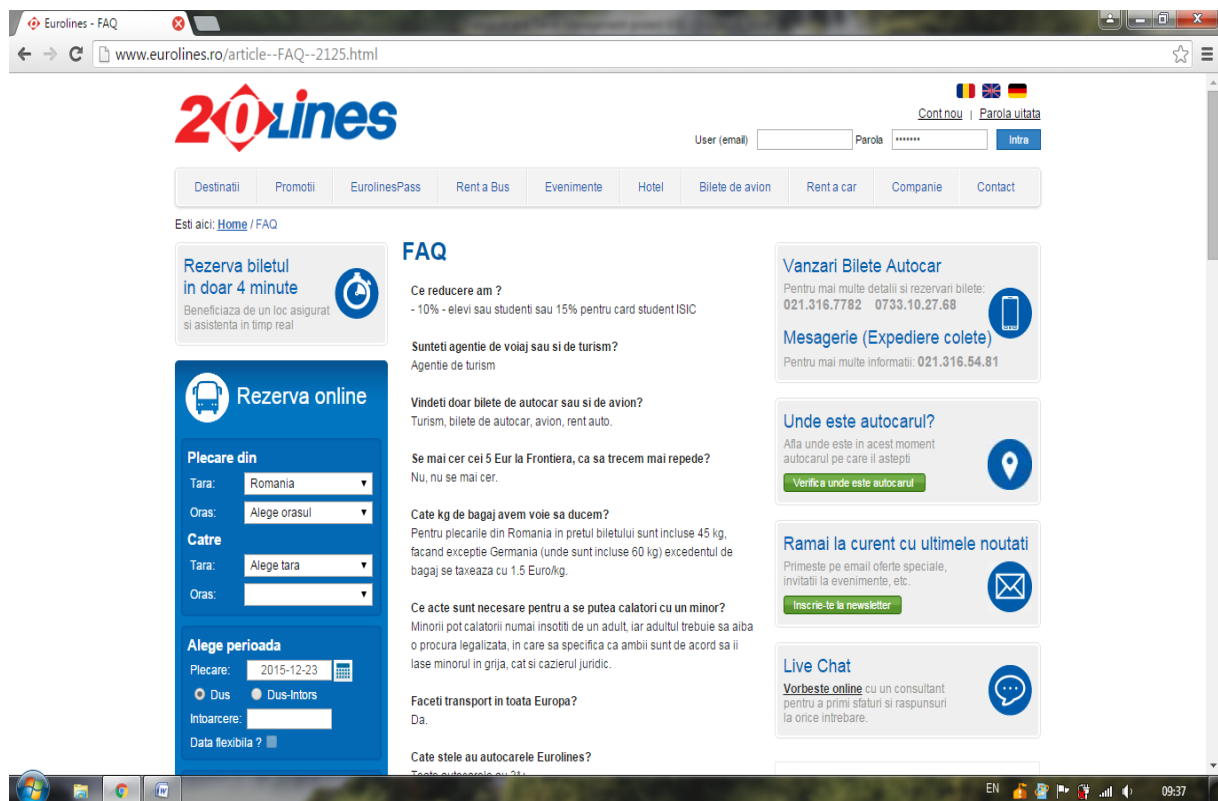 Eurolines - FAQ
www.eurolines.ro/article--FAQ--2125.html
20Lines
Cont nou | Parola uitata
User (email) Parola ······· Intra
Destinatii Promotii EurolinesPass Rent a Bus Evenimente Hotel Bilete de avion Rent a car Companie Contact
Esti aici: Home / FAQ
Rezerva biletul
in doar 4 minute
Beneficiaza de un loc asigurat
si asistenta in timp real
Rezerva online
Plecare din
Tara: Romania
Oras: Alege orasul
Catre
Tara: Alege tara
Oras:
Alege perioada
Plecare: 2015-12-23
Dus Dus-Intors
Intoarcere:
Data flexibila ?
FAQ
Ce reducere am ?
- 10% - elevi sau studenti sau 15% pentru card student ISIC
Sunteti agentie de voiaj sau si de turism?
Agentie de turism
Vindeti doar bilete de autocar sau si de avion?
Turism, bilete de autocar, avion, rent auto.
Se mai cer cei 5 Eur la Frontiera, ca sa trecem mai repede?
Nu, nu se mai cer.
Cate kg de bagaj avem voie sa ducem?
Pentru plecarile din Romania in pretul biletului sunt incluse 45 kg,
facand exceptie Germania (unde sunt incluse 60 kg) excedentul de
bagaj se taxeaza cu 1.5 Euro/kg.
Ce acte sunt necesare pentru a se putea calatori cu un minor?
Minorii pot calatorii numai insotiti de un adult, iar adultul trebuie sa aiba
o procura legalizata, in care sa specifica ca ambii sunt de acord sa ii
lase minorul in grija, cat si cazierul juridic.
Faceti transport in toata Europa?
Da.
Cate stele au autocarele Eurolines?
Vanzari Bilete Autocar
Pentru mai multe detalii si rezervari bilete:
021.316.7782 0733.10.27.68
Mesagerie (Expediere colete)
Pentru mai multe informatii: 021.316.54.81
Unde este autocarul?
Afla unde este in acest moment
autocarul pe care il astepti
Verifica unde este autocarul
Ramai la curent cu ultimele noutati
Primeste pe email oferte speciale,
invitatii la evenimente, etc.
Inscrie-te la newsletter
Live Chat
Vorbeste online cu un consultant
pentru a primi sfaturi si raspunsuri
la orice intrebare.
EN 09:37